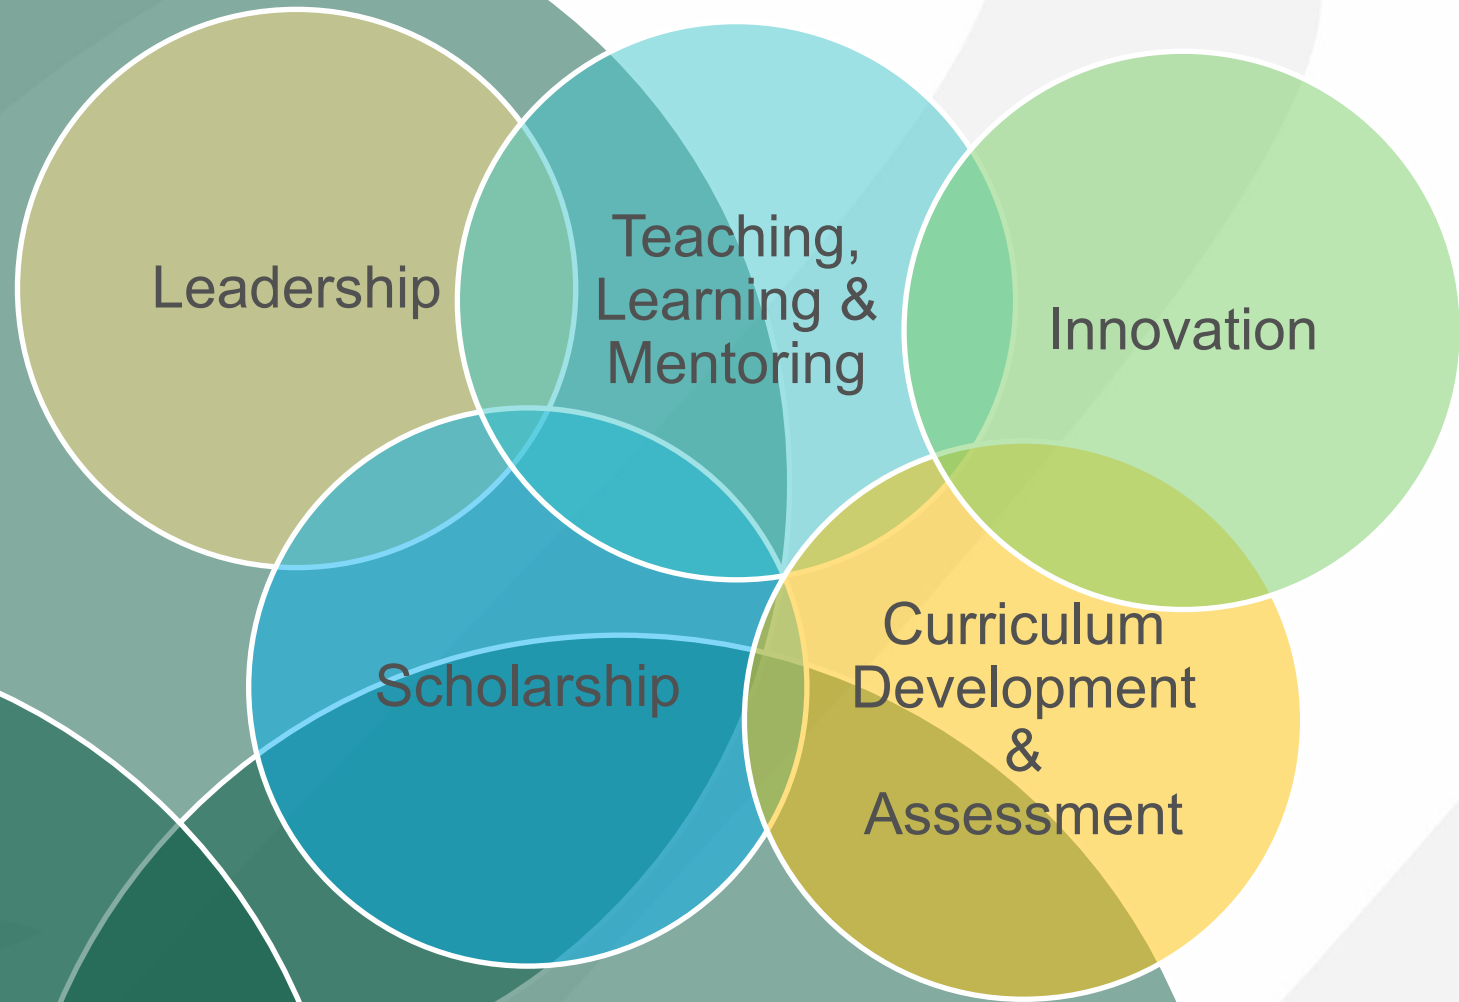 Leadership
Teaching,
Learning &
Mentoring
Innovation
Scholarship
Curriculum
Development
&
Assessment